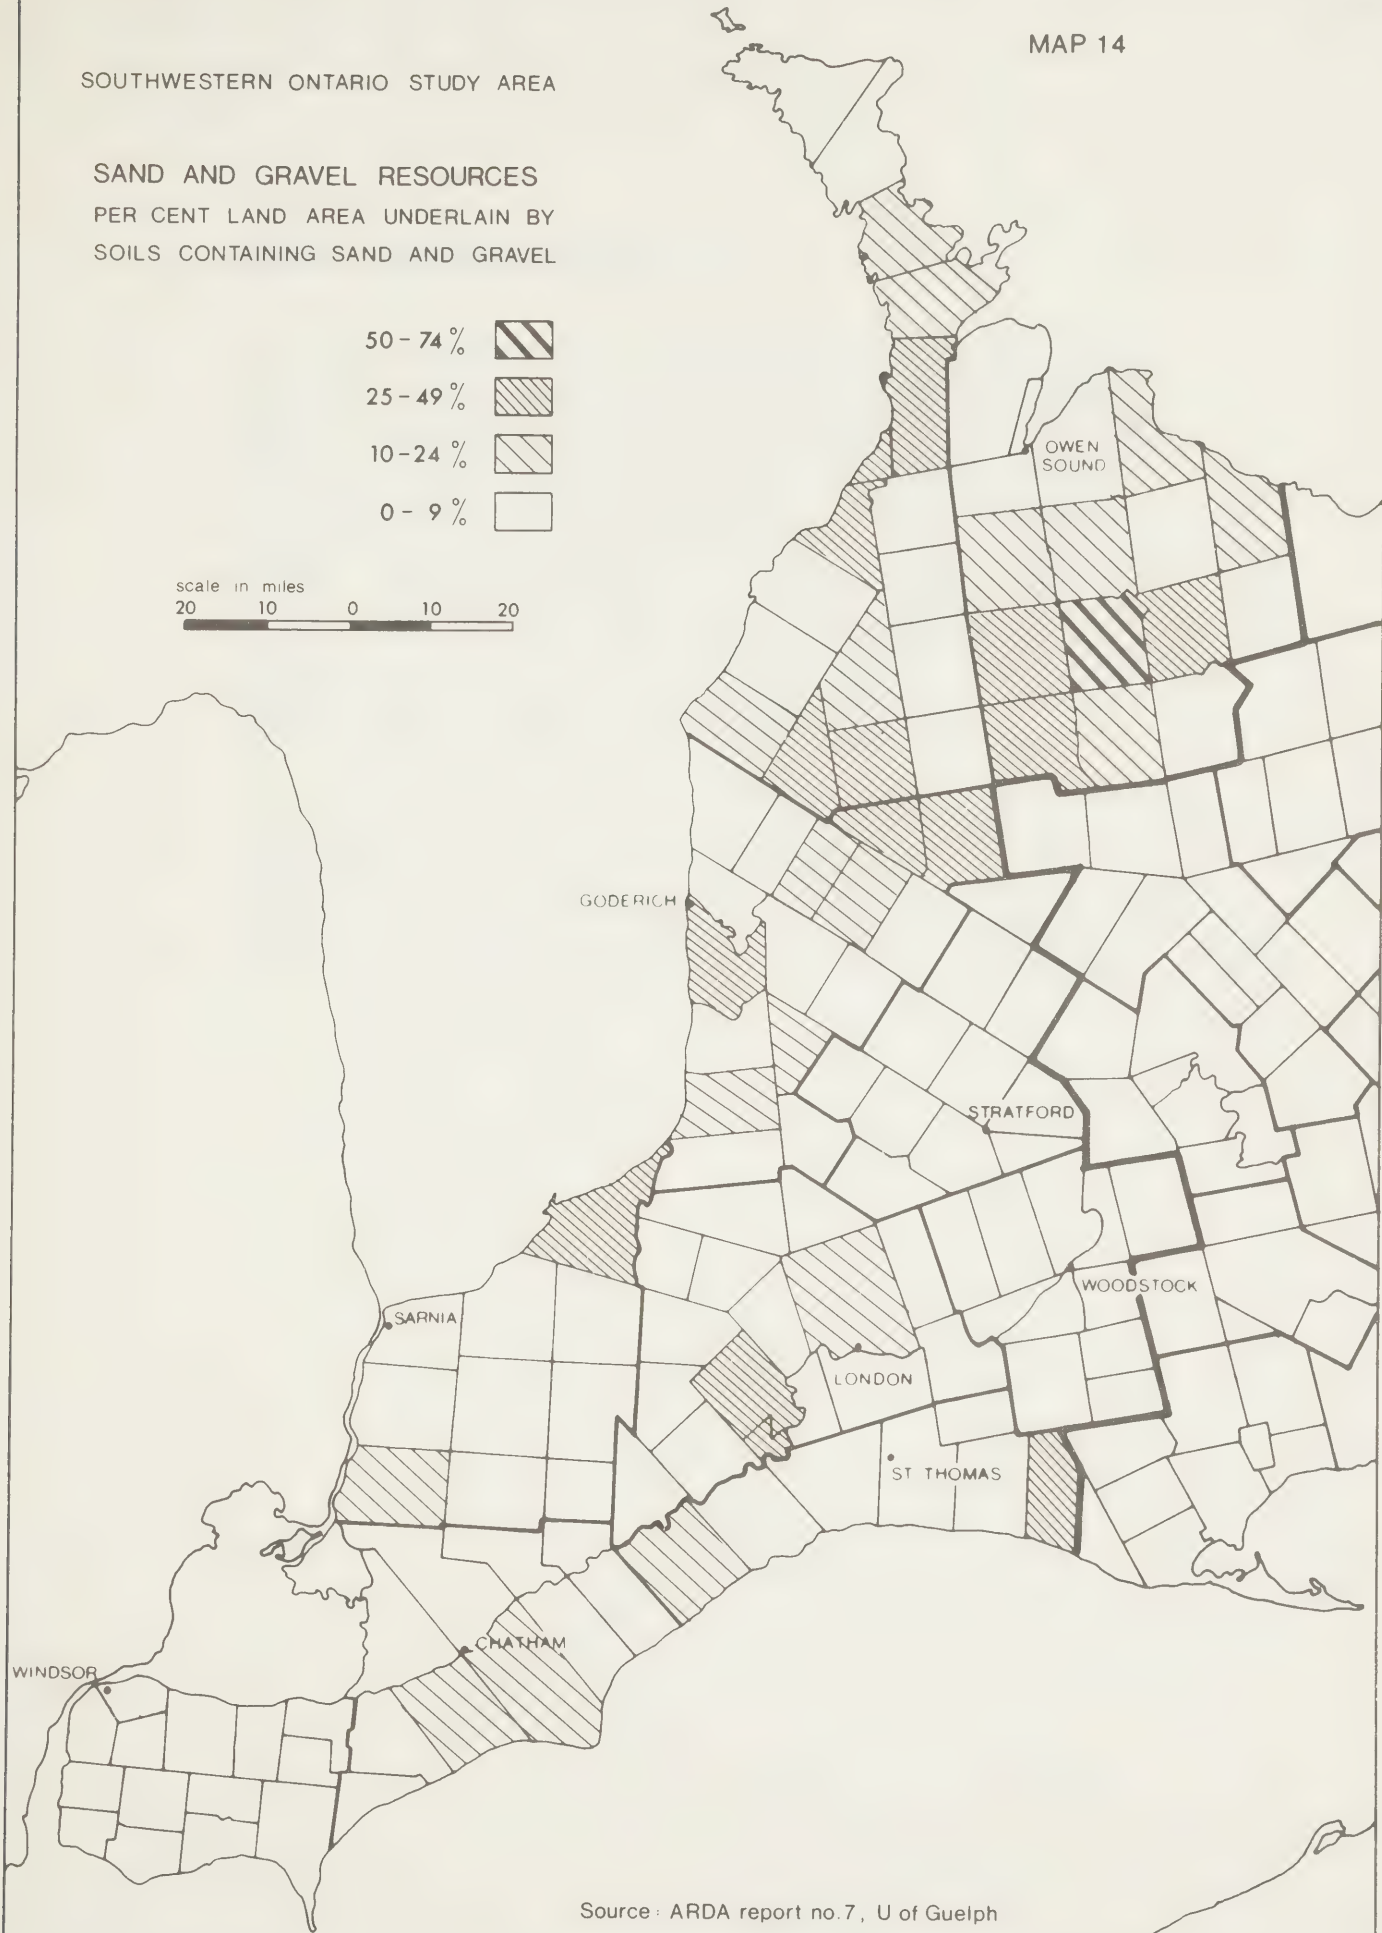 MAP 14
SOUTHWESTERN ONTARIO STUDY AREA
SAND AND GRAVEL RESOURCES
PER CENT LAND AREA UNDERLAIN BY
SOILS CONTAINING SAND AND GRAVEL
50 - 74 %
25 - 49 %
10 - 24 %
0 - 9 %
scale in miles
20 10 0 10 20
OWEN
SOUND
GODERICH
STRATFORD
WOODSTOCK
SARNIA
LONDON
ST THOMAS
CHATHAM
WINDSOR
Source: ARDA report no. 7, U of Guelph